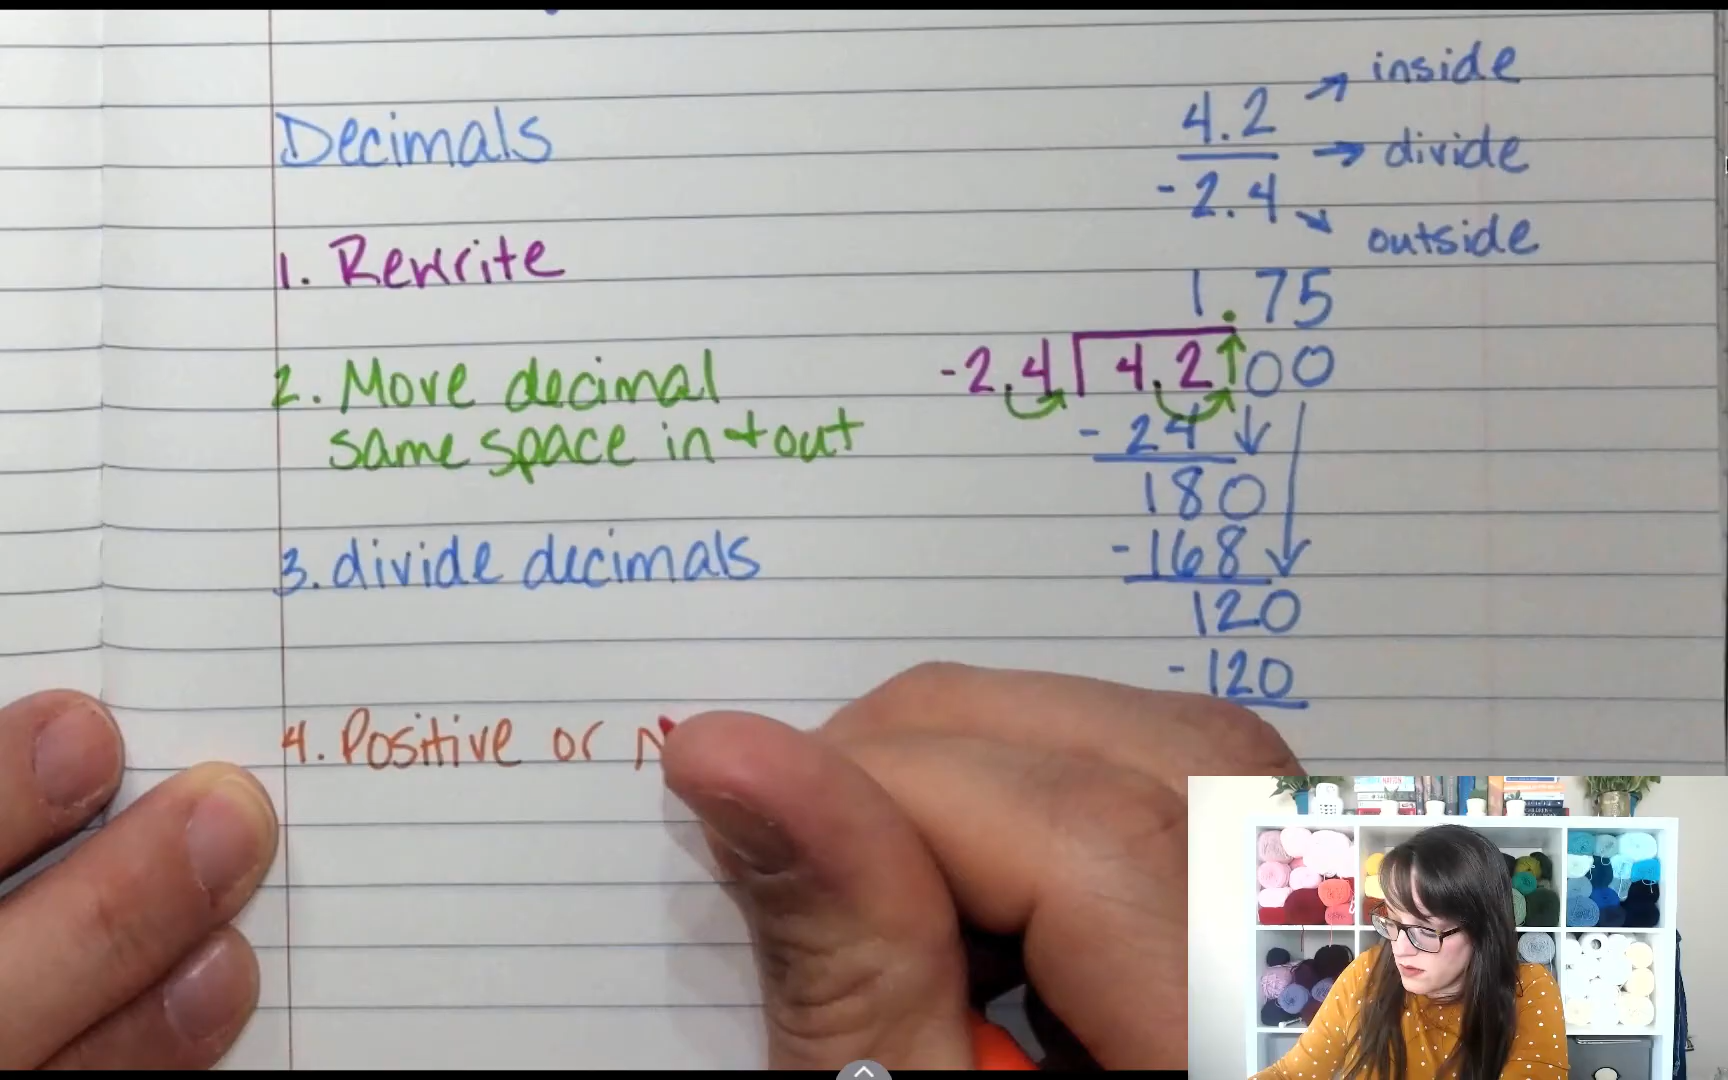 Decimals
4.2 → inside
→ divide
-2.4 → outside
1. Rewrite
1.75
2. Move decimal
same space in + out
-2.4 4.2 00
- 24
180
3. divide decimals
-168
120
-120
4. Positive or N